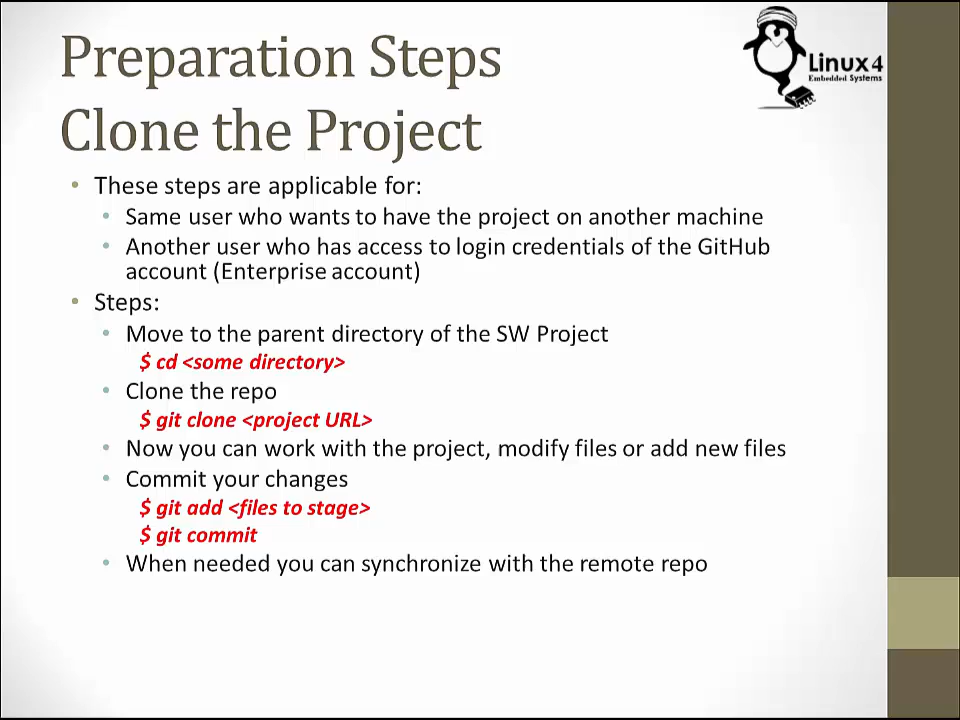 Preparation Steps
Clone the Project
Linux 4
Embedded Systems
• These steps are applicable for:
• Same user who wants to have the project on another machine
• Another user who has access to login credentials of the GitHub
account (Enterprise account)
• Steps:
• Move to the parent directory of the SW Project
$ cd <some directory>
• Clone the repo
$ git clone <project URL>
• Now you can work with the project, modify files or add new files
• Commit your changes
$ git add <files to stage>
$ git commit
• When needed you can synchronize with the remote repo